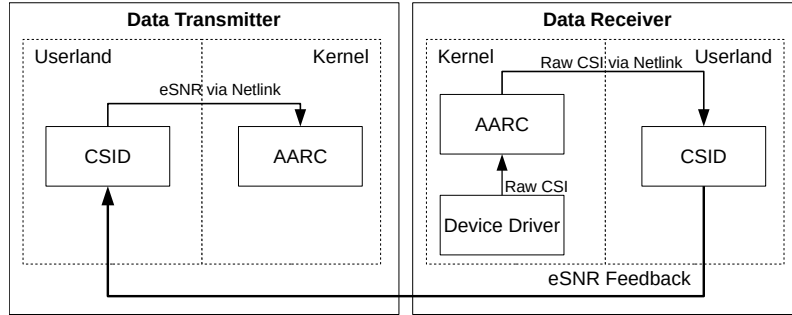 Data Transmitter
Userland
Kernel
eSNR via Netlink
CSID
AARC
Data Receiver
Kernel
Userland
Raw CSI via Netlink
AARC
CSID
Raw CSI
Device Driver
eSNR Feedback